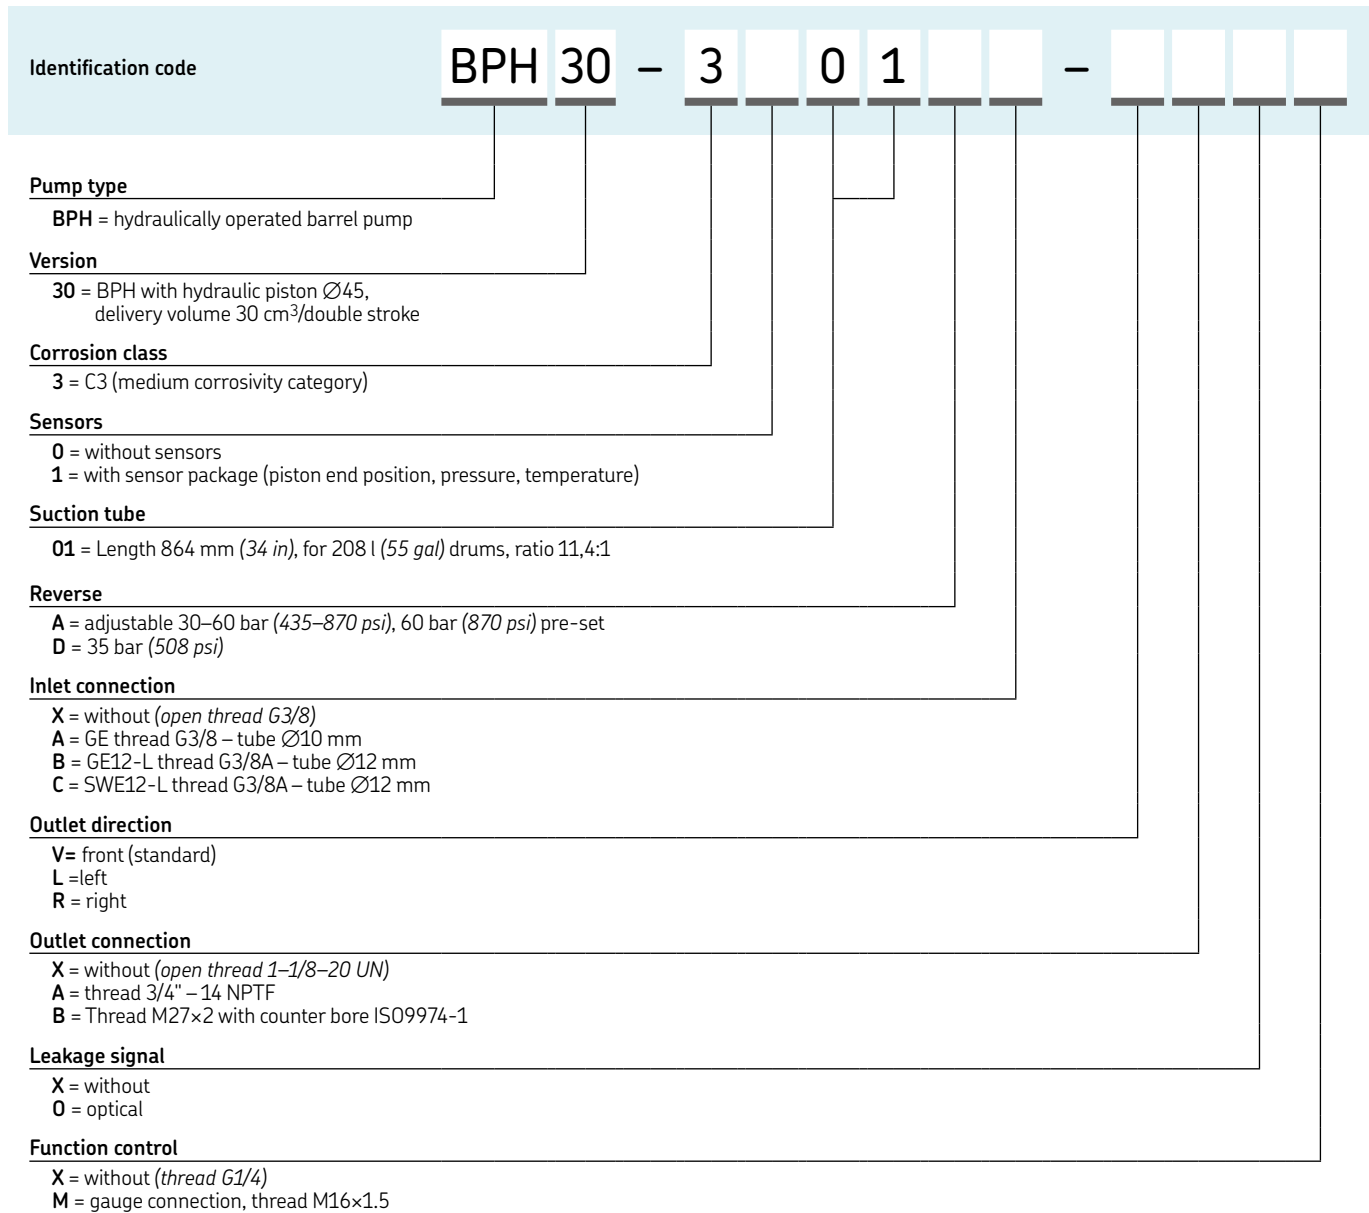 Identification code BPH 30 – 3 0 1 –
Pump type
BPH = hydraulically operated barrel pump
Version
30 = BPH with hydraulic piston ∅45,
delivery volume 30 cm³/double stroke
Corrosion class
3 = C3 (medium corrosivity category)
Sensors
0 = without sensors
1 = with sensor package (piston end position, pressure, temperature)
Suction tube
01 = Length 864 mm (34 in), for 208 l (55 gal) drums, ratio 11,4:1
Reverse
A = adjustable 30–60 bar (435–870 psi), 60 bar (870 psi) pre-set
D = 35 bar (508 psi)
Inlet connection
X = without (open thread G3/8)
A = GE thread G3/8 – tube ∅10 mm
B = GE12-L thread G3/8A – tube ∅12 mm
C = SWE12-L thread G3/8A – tube ∅12 mm
Outlet direction
V= front (standard)
L =left
R = right
Outlet connection
X = without (open thread 1–1/8–20 UN)
A = thread 3/4" – 14 NPTF
B = Thread M27×2 with counter bore ISO9974-1
Leakage signal
X = without
O = optical
Function control
X = without (thread G1/4)
M = gauge connection, thread M16×1.5